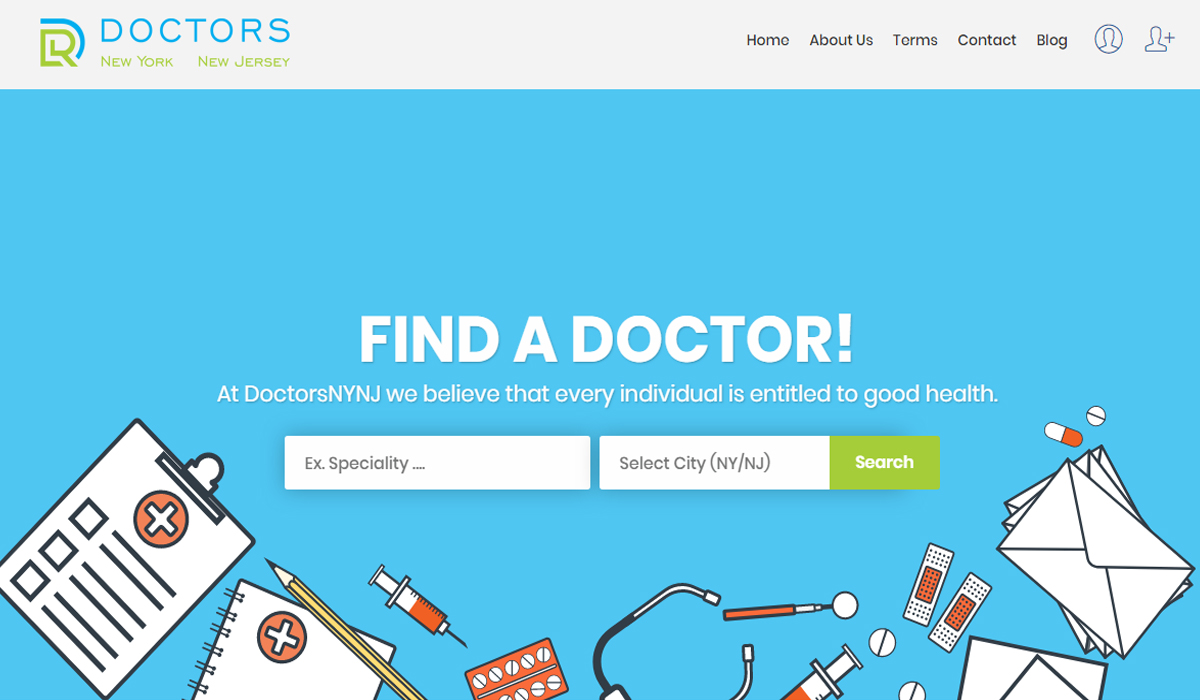 DOCTORS
New York New Jersey
Home About Us Terms Contact Blog
FIND A DOCTOR!
At DoctorsNYNJ we believe that every individual is entitled to good health.
Ex. Speciality .... Select City (NY/NJ) Search